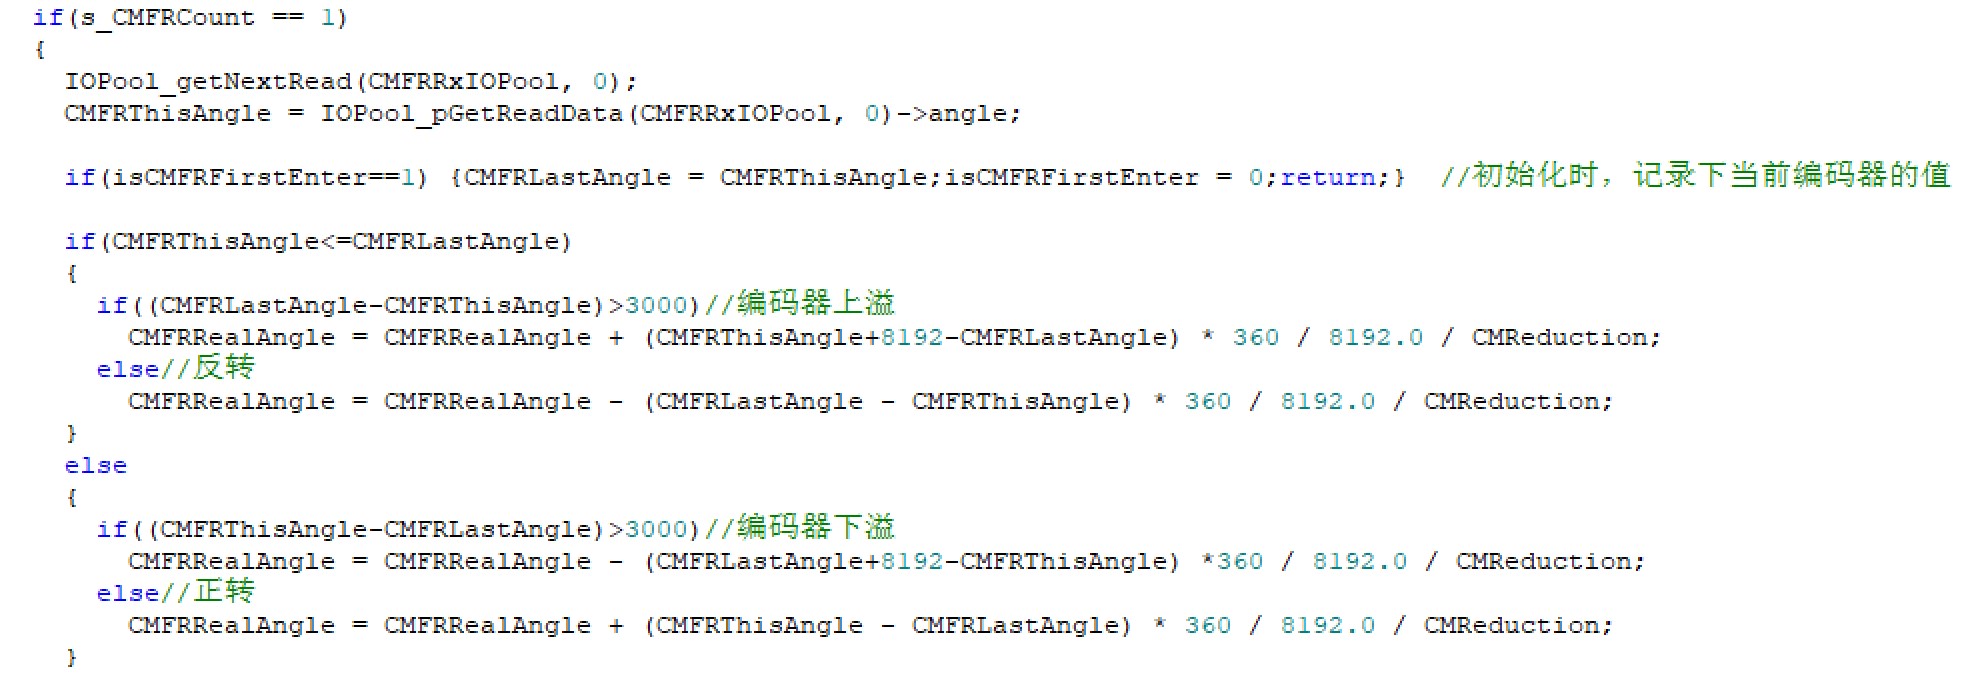 if(s_CMFRCount == 1)
{
IOPool_getNextRead(CMFRRxIOPool, 0);
CMFRThisAngle = IOPool_pGetReadData(CMFRRxIOPool, 0)->angle;
if(isCMFRFirstEnter==1) {CMFRLastAngle = CMFRThisAngle;isCMFRFirstEnter = 0;return;} //初始化时，记录下当前编码器的值
if(CMFRThisAngle<=CMFRLastAngle)
{
if((CMFRLastAngle-CMFRThisAngle)>3000)//编码器上溢
CMFRRealAngle = CMFRRealAngle + (CMFRThisAngle+8192-CMFRLastAngle) * 360 / 8192.0 / CMReduction;
else//反转
CMFRRealAngle = CMFRRealAngle - (CMFRLastAngle - CMFRThisAngle) * 360 / 8192.0 / CMReduction;
}
else
{
if((CMFRThisAngle-CMFRLastAngle)>3000)//编码器下溢
CMFRRealAngle = CMFRRealAngle - (CMFRLastAngle+8192-CMFRThisAngle) *360 / 8192.0 / CMReduction;
else//正转
CMFRRealAngle = CMFRRealAngle + (CMFRThisAngle - CMFRLastAngle) * 360 / 8192.0 / CMReduction;
}